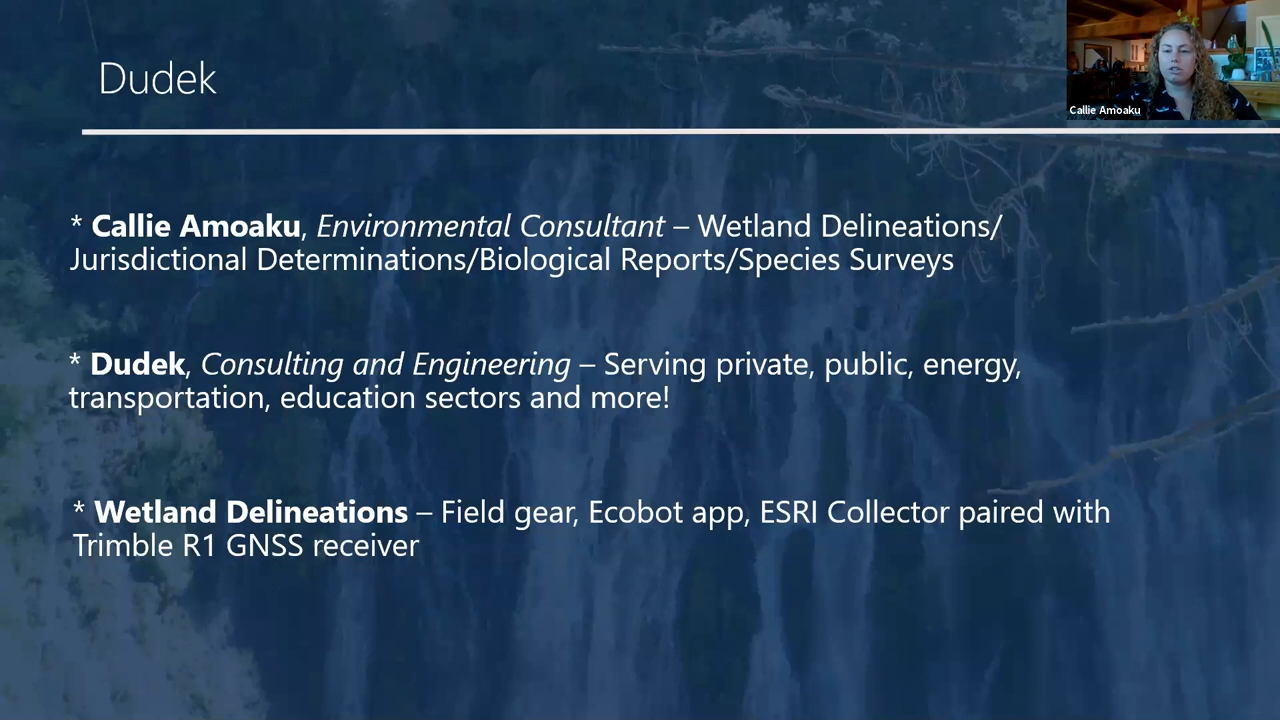 Dudek
Callie Amoaku
* Callie Amoaku, Environmental Consultant – Wetland Delineations/
Jurisdictional Determinations/Biological Reports/Species Surveys
* Dudek, Consulting and Engineering – Serving private, public, energy,
transportation, education sectors and more!
* Wetland Delineations – Field gear, Ecobot app, ESRI Collector paired with
Trimble R1 GNSS receiver